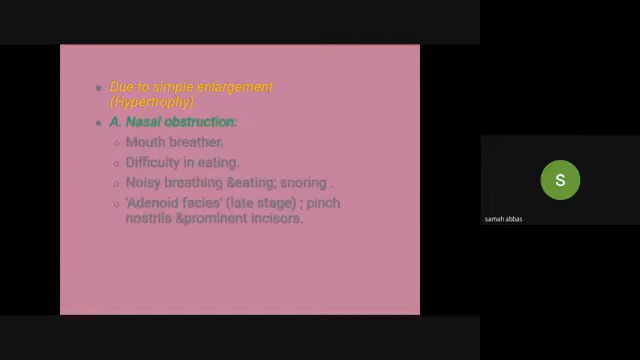 Due to simple enlargement
(Hypertrophy).
A. Nasal obstruction:
Mouth breather.
Difficulty in eating.
Noisy breathing &eating; snoring .
'Adenoid facies' (late stage) ; pinch
nostrils &prominent incisors.
S
samah abbas